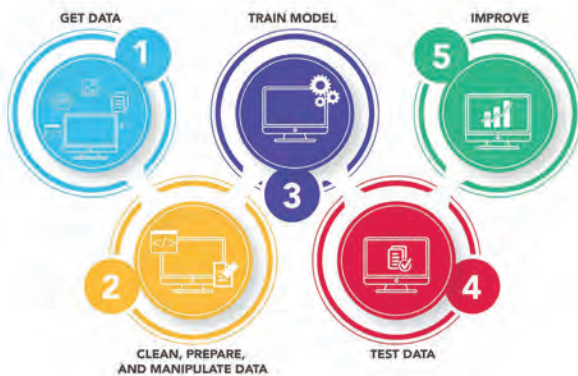 GET DATA
1
CLEAN, PREPARE,
AND MANIPULATE DATA
2
TRAIN MODEL
3
TEST DATA
4
IMPROVE
5
</>